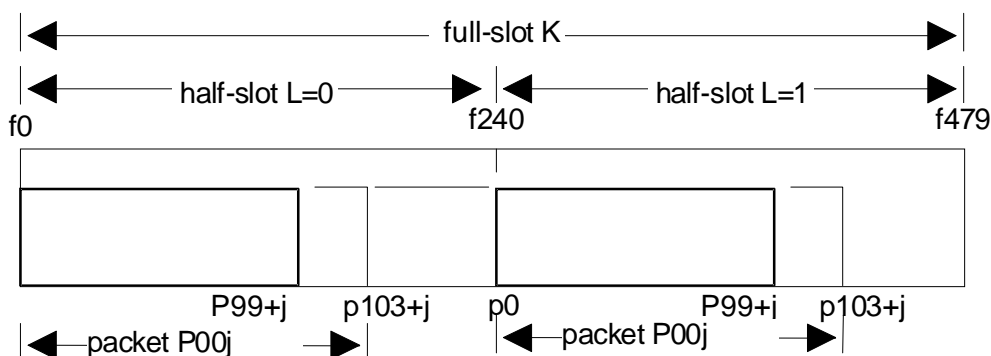 full-slot K
half-slot L=0 half-slot L=1
f0 f240 f479
P99+j p103+j p0 P99+j p103+j
packet P00j packet P00j